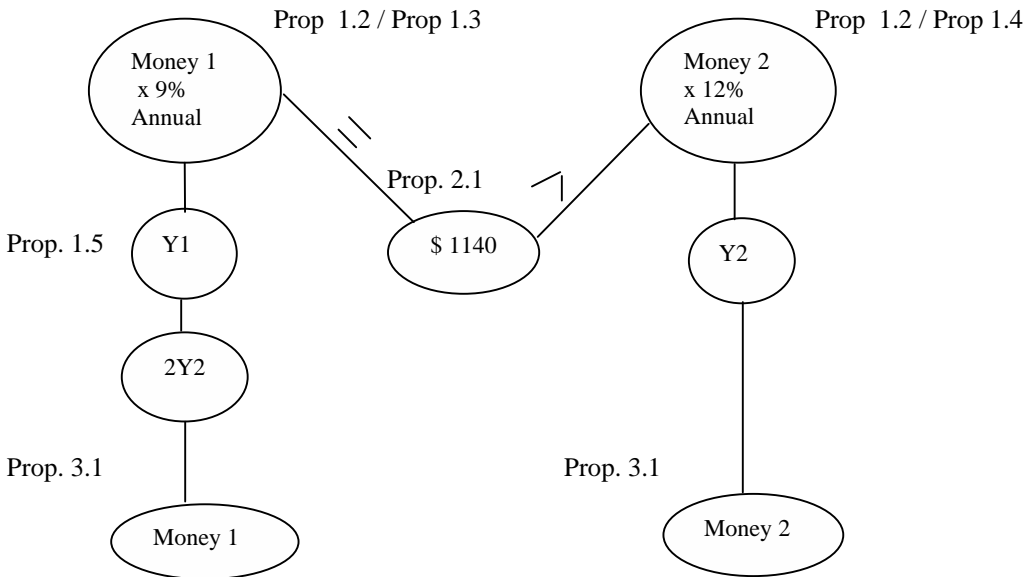 Prop 1.2 / Prop 1.3
Prop 1.2 / Prop 1.4
Money 1
x 9%
Annual
Money 2
x 12%
Annual
=
Prop. 2.1
>
Prop. 1.5
Y1
$ 1140
Y2
2Y2
Prop. 3.1
Prop. 3.1
Money 1
Money 2